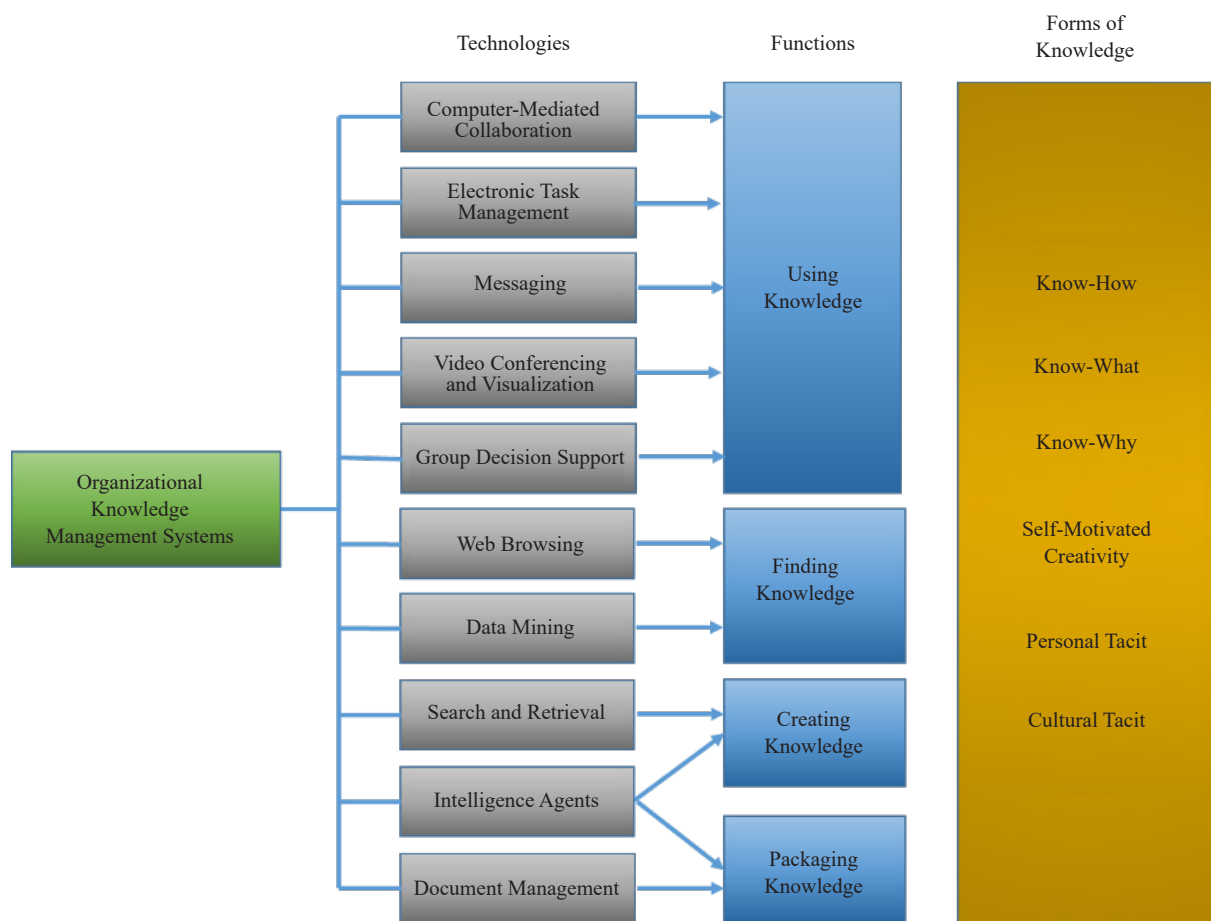 Technologies
Functions
Forms of
Knowledge
Computer-Mediated
Collaboration
Electronic Task
Management
Messaging
Video Conferencing
and Visualization
Group Decision Support
Web Browsing
Data Mining
Search and Retrieval
Intelligence Agents
Document Management
Organizational
Knowledge
Management Systems
Using
Knowledge
Finding
Knowledge
Creating
Knowledge
Packaging
Knowledge
Know-How
Know-What
Know-Why
Self-Motivated
Creativity
Personal Tacit
Cultural Tacit